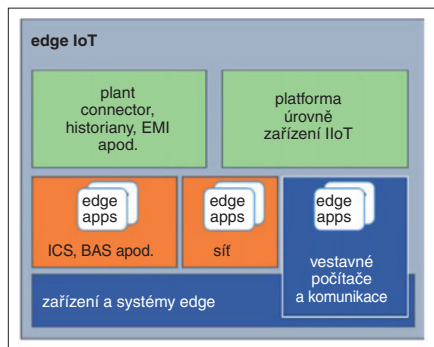 edge IoT
plant
connector,
historiany, EMI
apod.
platforma
úrovně
zařízení IIoT
edge
apps
ICS, BAS apod.
edge
apps
síť
edge
apps
vestavné
počítače
a komunikace
zařízení a systémy edge